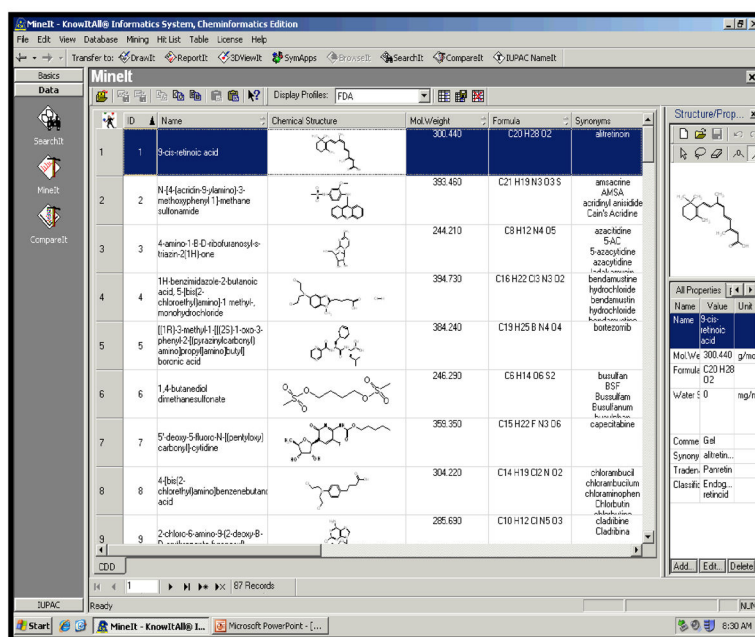 MineIt - KnowItAll® Informatics System, Cheminformatics Edition
File Edit View Database Mining Hit List Table License Help
Transfer to: DrawIt ReportIt 3DViewIt SymApps BrowseIt SearchIt CompareIt IUPAC NameIt
Basics
Data
SearchIt
MineIt
CompareIt
IUPAC
MineIt
Display Profiles: FDA
ID Name Chemical Structure Mol.Weight Formula Synonyms
1 1 9-cis-retinoic acid 300.440 C20 H28 O2 alitretinoin
2 2 N-[4-(acridin-9-ylamino)-3-
methoxyphenyl 1]-methane
sulfonamide
393.460 C21 H19 N3 O3 S
amsacrine
AMSA
acridinyl anisidide
Cain's Acridine
3 3 4-amino-1-B-D-ribofuranosyl-s-
triazin-2(1H)-one
244.210 C8 H12 N4 O5
azacitidine
5-AC
5-azacytidine
azacytidine
4 4 1H-benzimidazole-2-butanoic
acid, 5-[bis(2-
chloroethyl)amino]-1 methyl-,
monohydrochloride
394.730 C16 H22 Cl3 N3 O2
bendamustine
hydrochloride
bendamustin
hydrochloride
5 5 [(1R)-3-methyl-1-[[(2S)-1-oxo-3-
phenyl-2-[(pyrazinylcarbonyl)
amino]propyl]amino]butyl]
boronic acid
384.240 C19 H25 B N4 O4 bortezomib
6 6 1,4-butanediol
dimethanesulfonate
246.290 C6 H14 O6 S2
busulfan
BSF
Bussulfam
Busulfanum
7 7 5'-deoxy-5-fluoro-N-[(pentyloxy)
carbonyl]-cytidine
359.350 C15 H22 F N3 O6 capecitabine
8 8 4-[bis(2-
chlorethyl)amino]benzenebutanoic
acid
304.220 C14 H19 Cl2 N O2
chlorambucil
chlorambucilum
chloraminophen
Chlorbutin
9 9 2-chloro-6-amino-9-(2-deoxy-B-
285.690 C10 H12 Cl N5 O3
cladribine
Cladribina
CDD
1 87 Records
Ready
Structure/Prop...
All Properties
Name Value Unit
Name 9-cis-
retinoic
acid
Mol.We 300.440 g/mo
Formula C20 H28
O2
Water S 0 mg/n
Comme Gel
Synony alitretin...
Traden Panretin
Classific Endog...
retinoid
Add... Edit... Delete
NUM
Start MineIt - KnowItAll® I... Microsoft PowerPoint - [... 8:30 AM